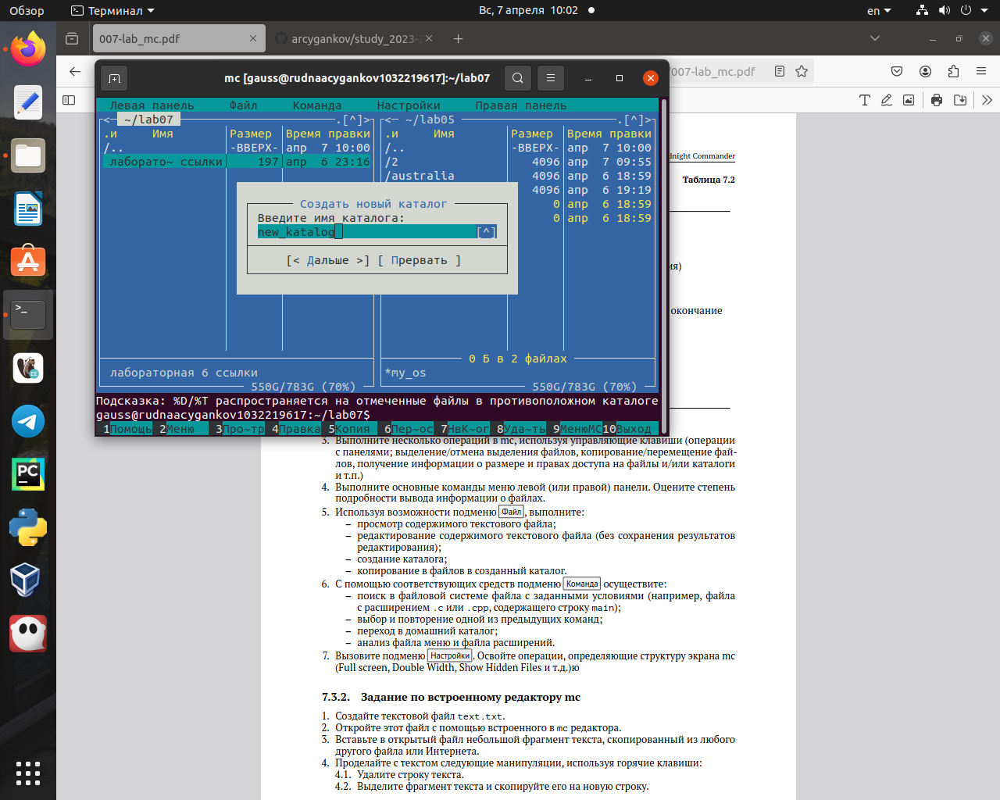 Обзор
Терминал
Вс, 7 апреля  10:02
en
007-lab_mc.pdf
arcygankov/study_2023-2
/007-lab_mc.pdf
mc [gauss@rudnaacygankov1032219617]:~/lab07
Левая панель     Файл     Команда     Настройки     Правая панель
<─ ~/lab07 ─.[^]>
<─ ~/lab05 ─.[^]>
.и     Имя     Размер     Время правки
.и     Имя     Размер     Время правки
/..     -ВВЕРХ-     апр  7 10:00
/..     -ВВЕРХ-     апр  7 10:00
лаборато~ ссылки     197     апр  6 23:16
/2     4096     апр  7 09:55
/australia     4096     апр  6 18:59
4096     апр  6 19:19
0     апр  6 18:59
0     апр  6 18:59
Создать новый каталог
Введите имя каталога:
new_katalog     [^]
[< Дальше >] [ Прервать ]
0 Б в 2 файлах
лабораторная 6 ссылки
*my_os
550G/783G (70%)
550G/783G (70%)
Подсказка: %D/%T распространяется на отмеченные файлы в противоположном каталоге
gauss@rudnaacygankov1032219617:~/lab07$
1Помощь 2Меню 3Про~тр 4Правка 5Копия 6Пер~ос 7НвК~ог 8Уда~ть 9МенюMC 10Выход
Commander
Таблица 7.2
окончание
3. Выполните несколько операций в mc, используя управляющие клавиши (операции
с панелями; выделение/отмена выделения файлов, копирование/перемещение фай-
лов, получение информации о размере и правах доступа на файлы и/или каталоги
и т.п.)
4. Выполните основные команды меню левой (или правой) панели. Оцените степень
подробности вывода информации о файлах.
5. Используя возможности подменю Файл , выполните:
– просмотр содержимого текстового файла;
– редактирование содержимого текстового файла (без сохранения результатов
редактирования);
– создание каталога;
– копирование в файлов в созданный каталог.
6. С помощью соответствующих средств подменю Команда осуществите:
– поиск в файловой системе файла с заданными условиями (например, файла
с расширением .c или .cpp, содержащего строку main);
– выбор и повторение одной из предыдущих команд;
– переход в домашний каталог;
– анализ файла меню и файла расширений.
7. Вызовите подменю Настройки . Освойте операции, определяющие структуру экрана mc
(Full screen, Double Width, Show Hidden Files и т.д.)ю
7.3.2. Задание по встроенному редактору mc
1. Создайте текстовой файл text.txt.
2. Откройте этот файл с помощью встроенного в mc редактора.
3. Вставьте в открытый файл небольшой фрагмент текста, скопированный из любого
другого файла или Интернета.
4. Проделайте с текстом следующие манипуляции, используя горячие клавиши:
4.1. Удалите строку текста.
4.2. Выделите фрагмент текста и скопируйте его на новую строку.